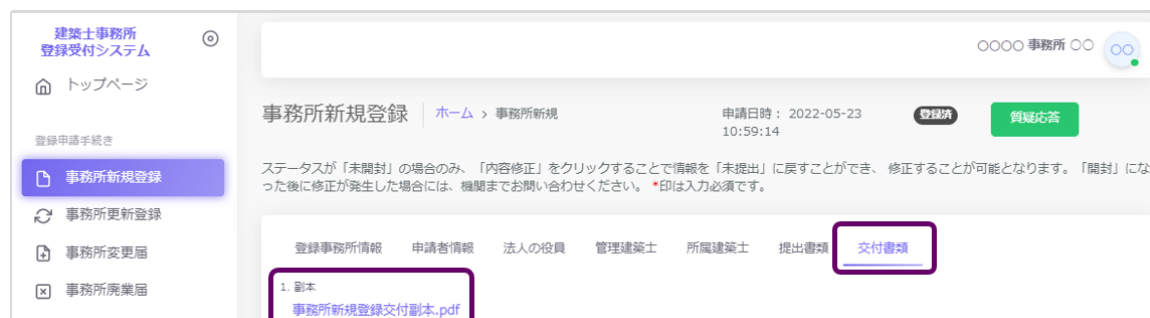 建築士事務所
登録受付システム
トップページ
登録申請手続き
事務所新規登録
事務所更新登録
事務所変更届
事務所廃業届
〇〇〇〇 事務所 〇〇
〇〇
事務所新規登録 ホーム › 事務所新規
申請日時： 2022-05-23
10:59:14
登録済
質疑応答
ステータスが「未開封」の場合のみ、「内容修正」をクリックすることで情報を「未提出」に戻すことができ、 修正することが可能となります。「開封」にな
った後に修正が発生した場合には、機関までお問い合わせください。 *印は入力必須です。
登録事務所情報 申請者情報 法人の役員 管理建築士 所属建築士 提出書類 交付書類
1. 副本
事務所新規登録交付副本.pdf